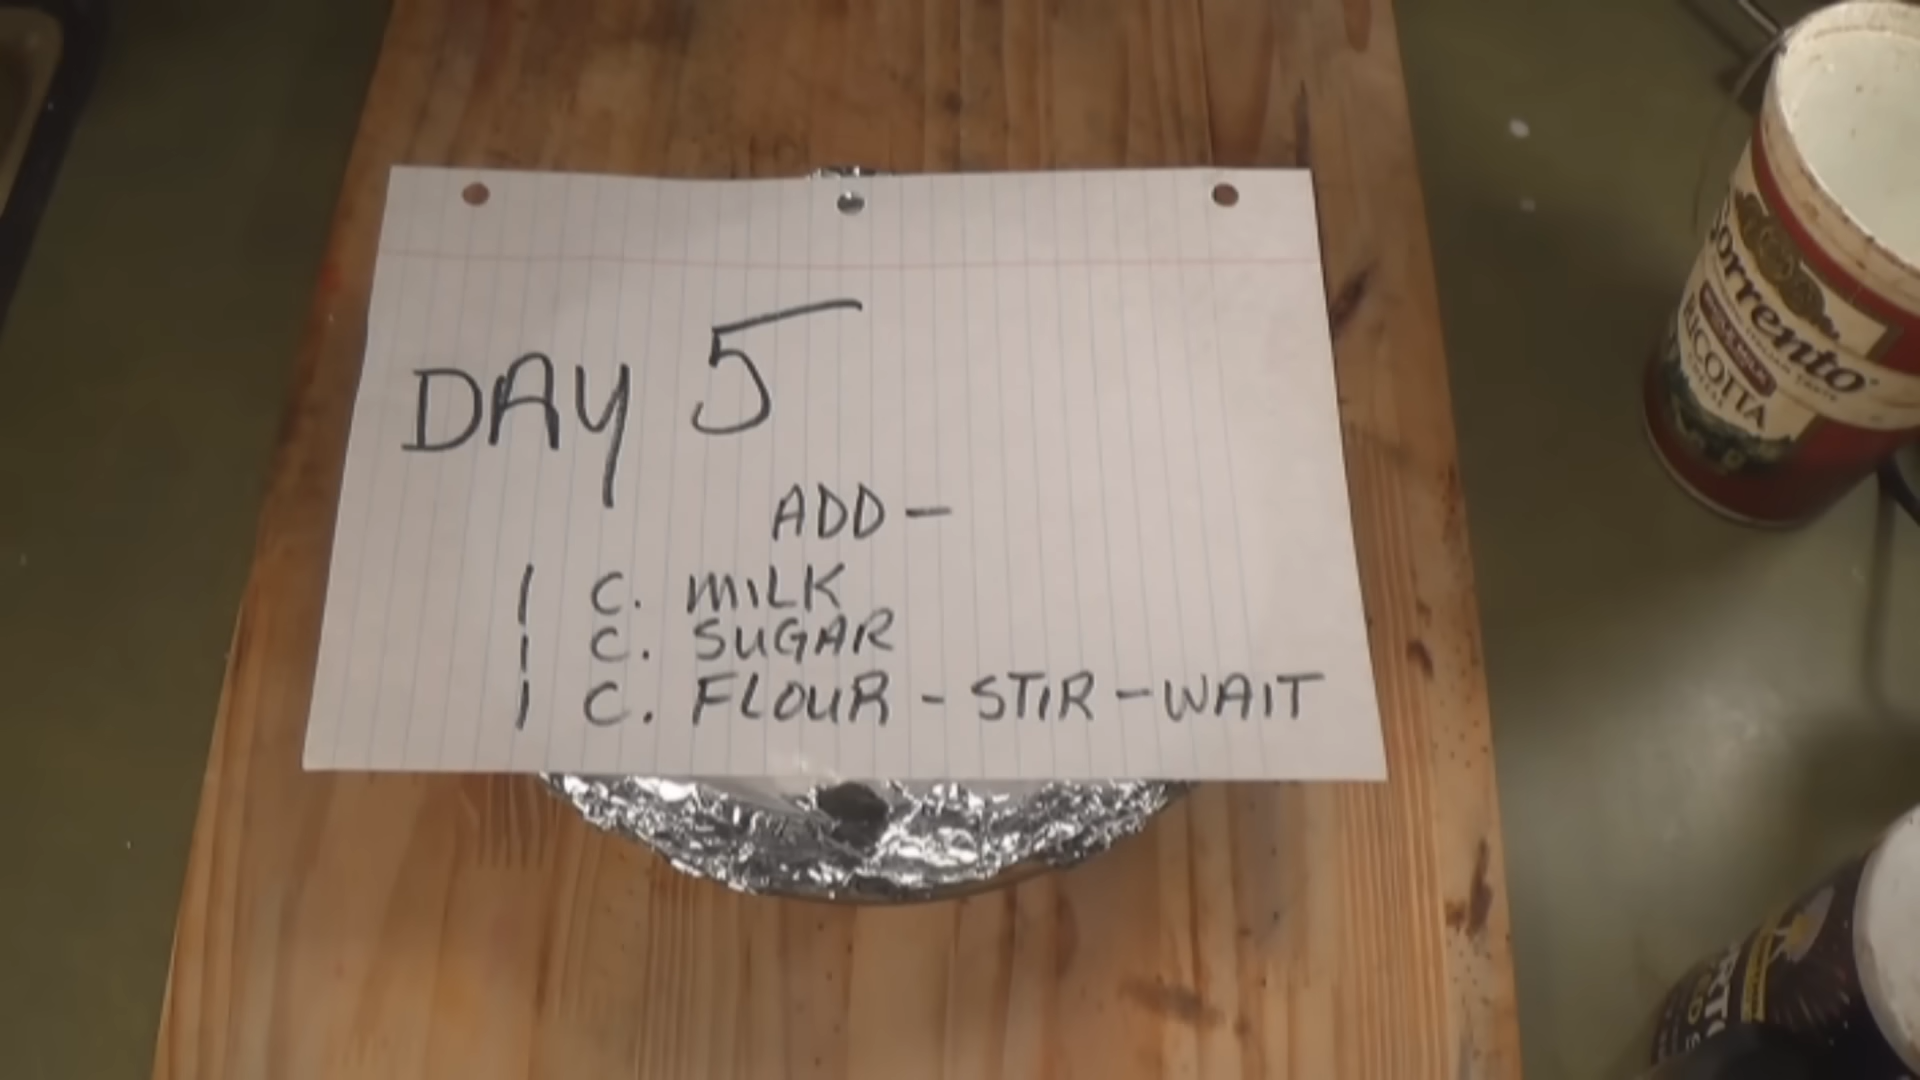 DAY 5
ADD-
1 C. MILK
1 C. SUGAR
1 C. FLOUR - STIR - WAIT
Sorrento
RICOTTA